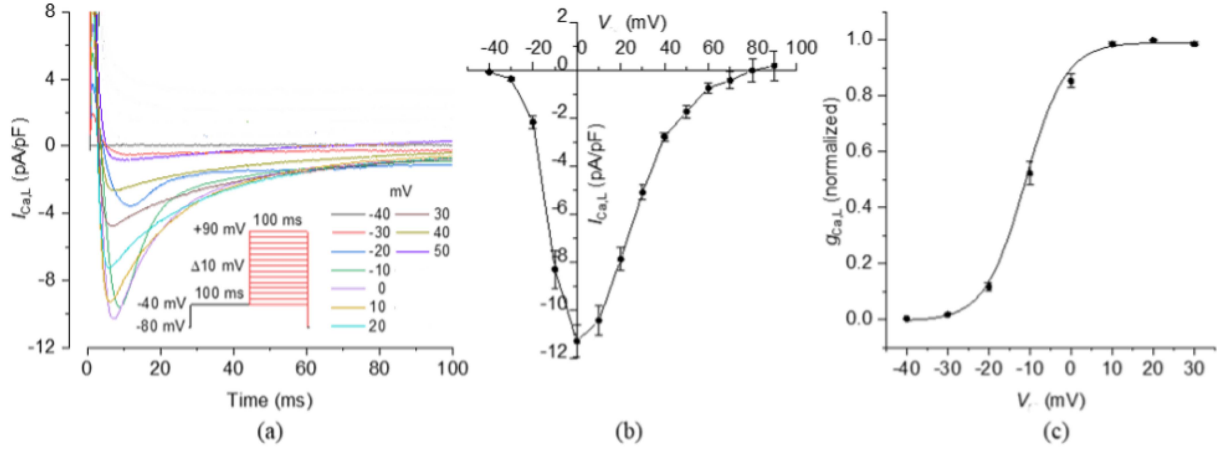 8
4
0
-4
-8
-12
I_Ca,L (pA/pF)
0 20 40 60 80 100
Time (ms)
mV
-40 30
-30 40
-20 50
-10
0
10
20
100 ms
+90 mV
Δ10 mV
100 ms
-40 mV
-80 mV
(a)
V (mV)
-40 -20 0 20 40 60 80 100
2
0
-2
-4
-6
-8
-10
-12
I_Ca,L (pA/pF)
(b)
1.0
0.8
0.6
0.4
0.2
0.0
g_Ca,L (normalized)
-40 -30 -20 -10 0 10 20 30
V (mV)
(c)